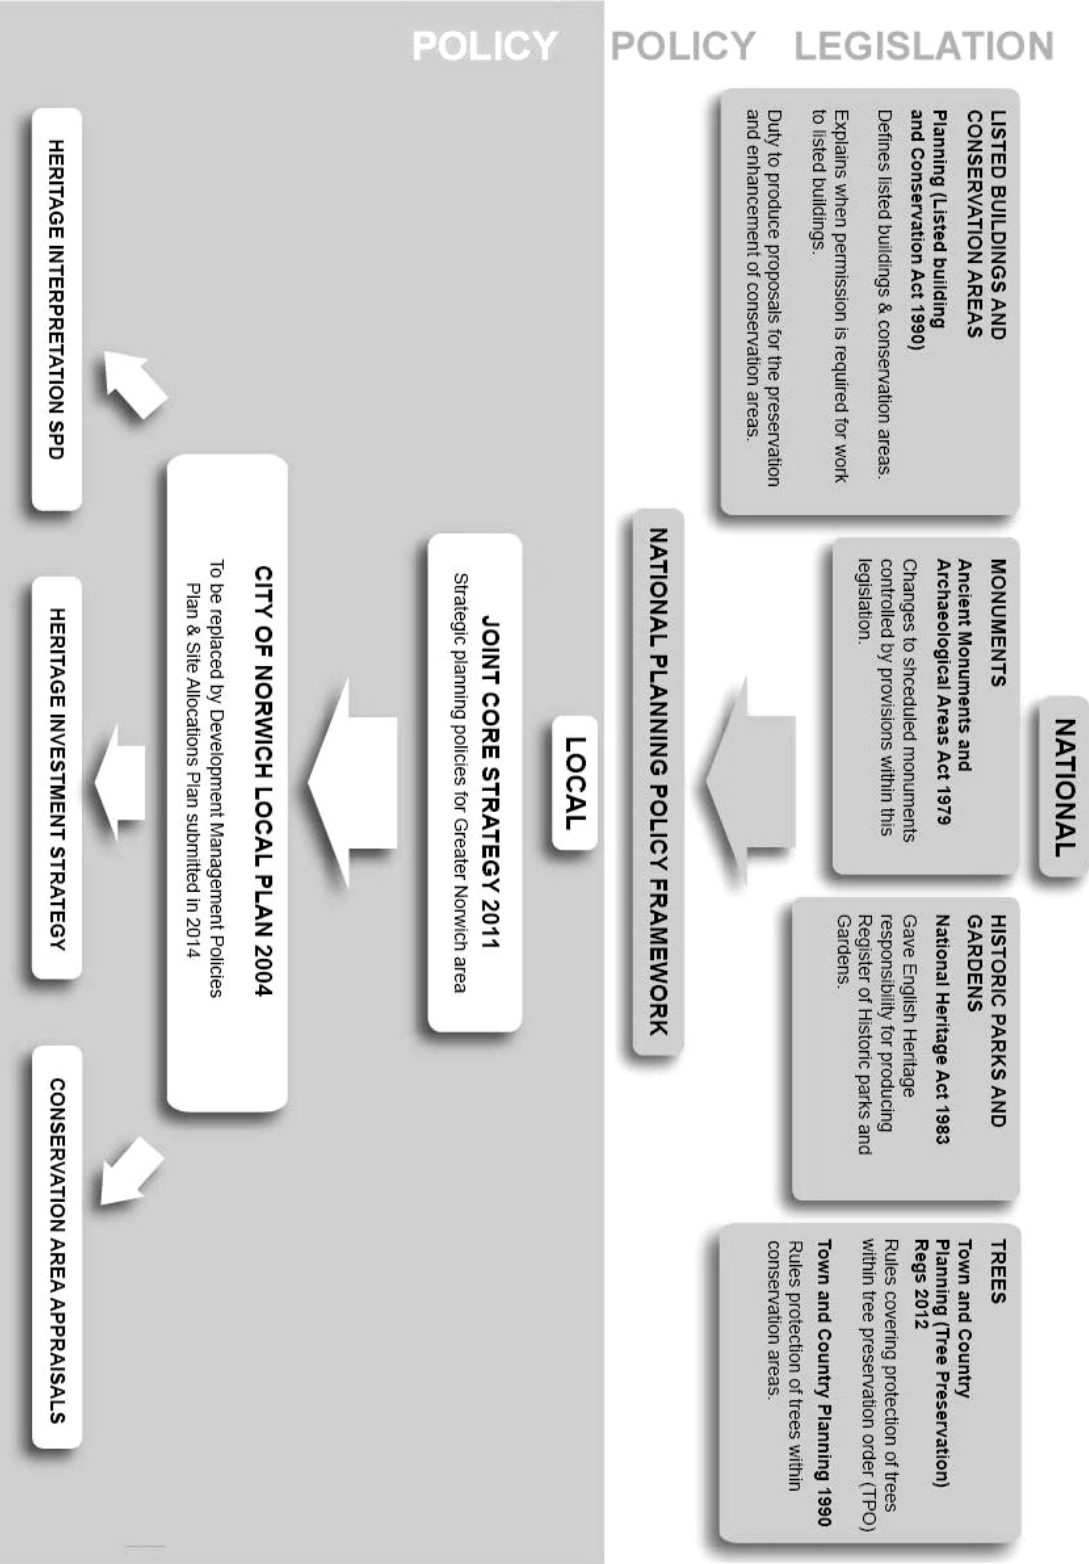 NATIONAL
LEGISLATION
LISTED BUILDINGS AND
CONSERVATION AREAS
Planning (Listed building
and Conservation Act 1990)
Defines listed buildings & conservation areas.
Explains when permission is required for work
to listed buildings.
Duty to produce proposals for the preservation
and enhancement of conservation areas.
MONUMENTS
Ancient Monuments and
Archaeological Areas Act 1979
Changes to shceduled monuments
controlled by provisions within this
legislation.
HISTORIC PARKS AND
GARDENS
National Heritage Act 1983
Gave English Heritage
responsibility for producing
Register of Historic parks and
Gardens.
TREES
Town and Country
Planning (Tree Preservation)
Regs 2012
Rules covering protection of trees
within tree preservation order (TPO)
Town and Country Planning 1990
Rules protection of trees within
conservation areas.
POLICY
NATIONAL PLANNING POLICY FRAMEWORK
LOCAL
POLICY
JOINT CORE STRATEGY 2011
Strategic planning policies for Greater Norwich area
CITY OF NORWICH LOCAL PLAN 2004
To be replaced by Development Management Policies
Plan & Site Allocations Plan submitted in 2014
HERITAGE INTERPRETATION SPD
HERITAGE INVESTMENT STRATEGY
CONSERVATION AREA APPRAISALS